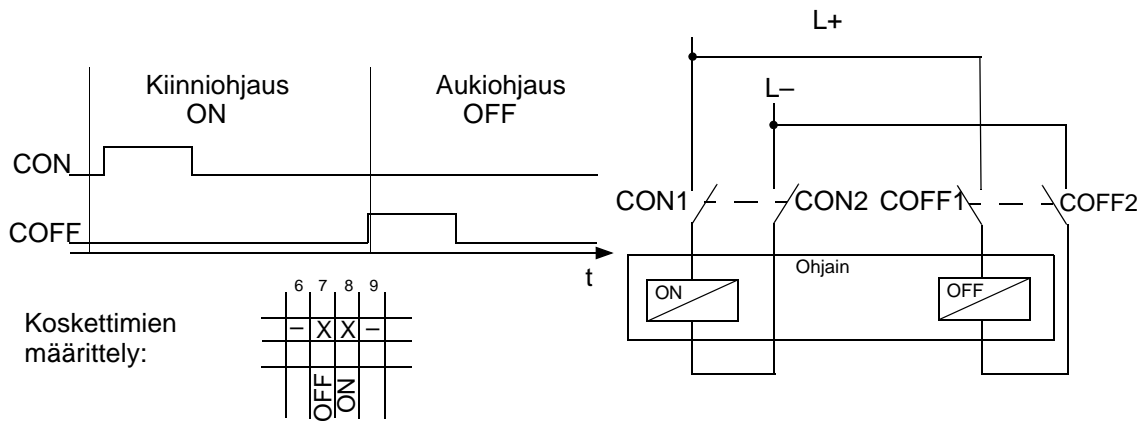 Kiinniohjaus
ON
Aukiohjaus
OFF
CON
COFF
t
Koskettimien
määrittely:
6 7 8 9
– X X –
OFF ON
L+
L–
CON1 CON2 COFF1 COFF2
Ohjain
ON OFF